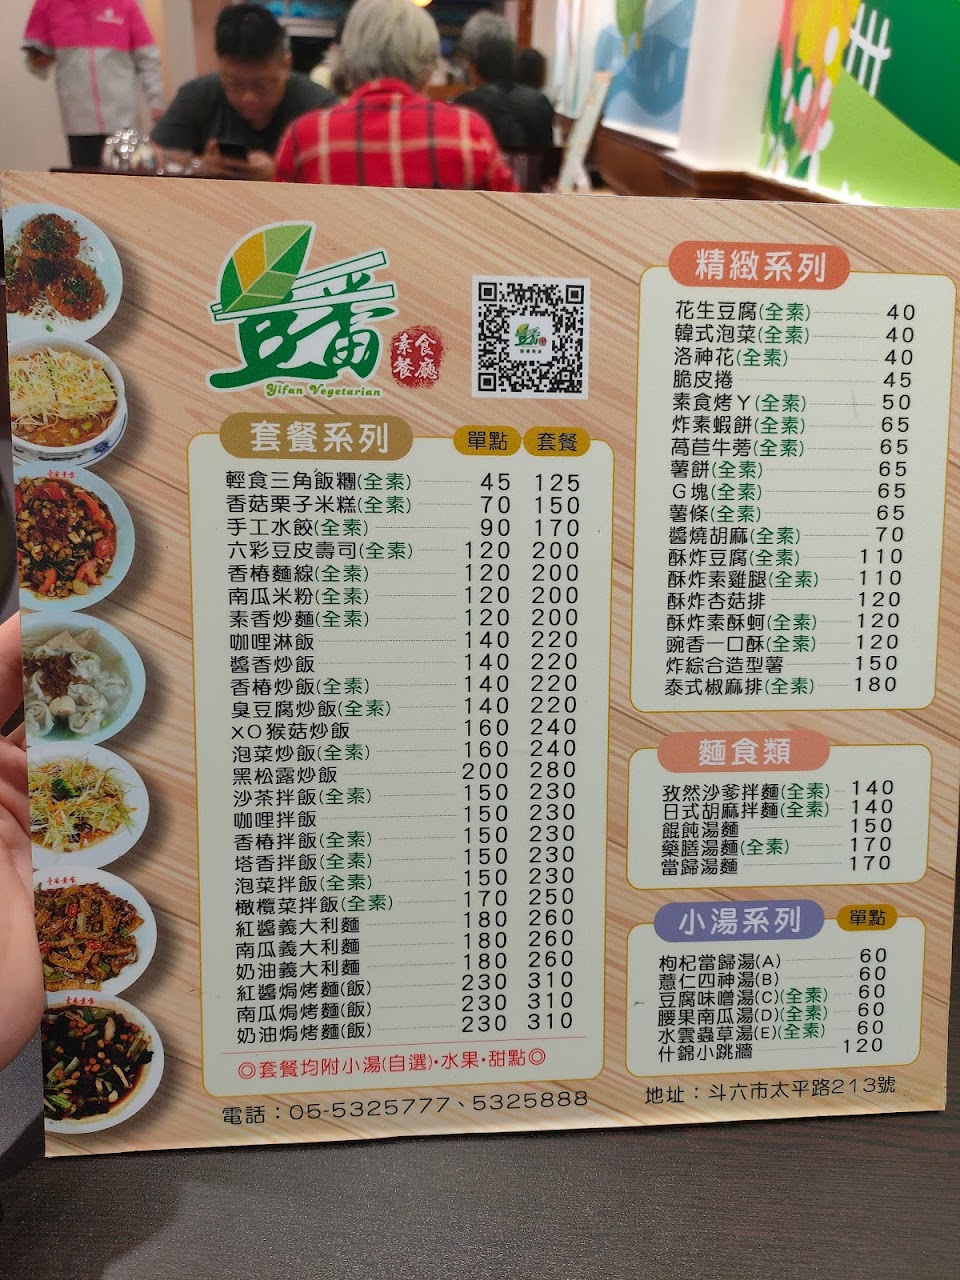 豆番
素食餐廳
Yifan Vegetarian
套餐系列 單點 套餐
輕食三角飯糰(全素) 45 125
香菇栗子米糕(全素) 70 150
手工水餃(全素) 90 170
六彩豆皮壽司(全素) 120 200
香椿麵線(全素) 120 200
南瓜米粉(全素) 120 200
素香炒麵(全素) 120 200
咖哩淋飯 140 220
醬香炒飯 140 220
香椿炒飯(全素) 140 220
臭豆腐炒飯(全素) 140 220
XO猴菇炒飯 160 240
泡菜炒飯(全素) 160 240
黑松露炒飯 200 280
沙茶拌飯(全素) 150 230
咖哩拌飯 150 230
香椿拌飯(全素) 150 230
塔香拌飯(全素) 150 230
泡菜拌飯(全素) 150 230
橄欖菜拌飯(全素) 170 250
紅醬義大利麵 180 260
南瓜義大利麵 180 260
奶油義大利麵 180 260
紅醬焗烤麵(飯) 230 310
南瓜焗烤麵(飯) 230 310
奶油焗烤麵(飯) 230 310
◎套餐均附小湯(自選)•水果•甜點◎
電話：05-5325777、5325888
精緻系列
花生豆腐(全素) 40
韓式泡菜(全素) 40
洛神花(全素) 40
脆皮捲 45
素食烤ㄚ(全素) 50
炸素蝦餅(全素) 65
萵苣牛蒡(全素) 65
薯餅(全素) 65
G塊(全素) 65
薯條(全素) 65
醬燒胡麻(全素) 70
酥炸豆腐(全素) 110
酥炸素雞腿(全素) 110
酥炸杏菇排 120
酥炸素酥蚵(全素) 120
豌香一口酥(全素) 120
炸綜合造型薯 150
泰式椒麻排(全素) 180
麵食類
孜然沙爹拌麵(全素) 140
日式胡麻拌麵(全素) 140
餛飩湯麵 150
藥膳湯麵(全素) 170
當歸湯麵 170
小湯系列 單點
枸杞當歸湯(A) 60
薏仁四神湯(B) 60
豆腐味噌湯(C)(全素) 60
腰果南瓜湯(D)(全素) 60
水雲蟲草湯(E)(全素) 60
什錦小跳牆 120
地址：斗六市太平路213號